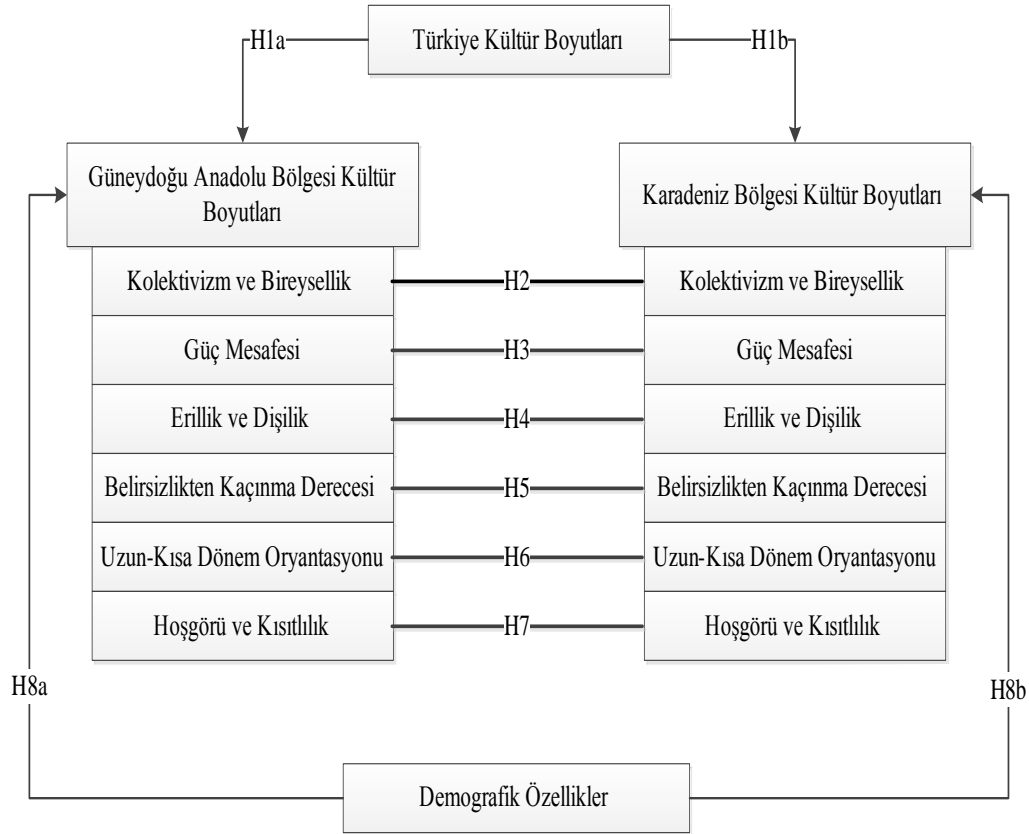 H1a
Türkiye Kültür Boyutları
H1b
Güneydoğu Anadolu Bölgesi Kültür
Boyutları
Karadeniz Bölgesi Kültür Boyutları
Kolektivizm ve Bireysellik
H2
Kolektivizm ve Bireysellik
Güç Mesafesi
H3
Güç Mesafesi
Erillik ve Dişilik
H4
Erillik ve Dişilik
Belirsizlikten Kaçınma Derecesi
H5
Belirsizlikten Kaçınma Derecesi
Uzun-Kısa Dönem Oryantasyonu
H6
Uzun-Kısa Dönem Oryantasyonu
Hoşgörü ve Kısıtlılık
H7
Hoşgörü ve Kısıtlılık
H8a
H8b
Demografik Özellikler